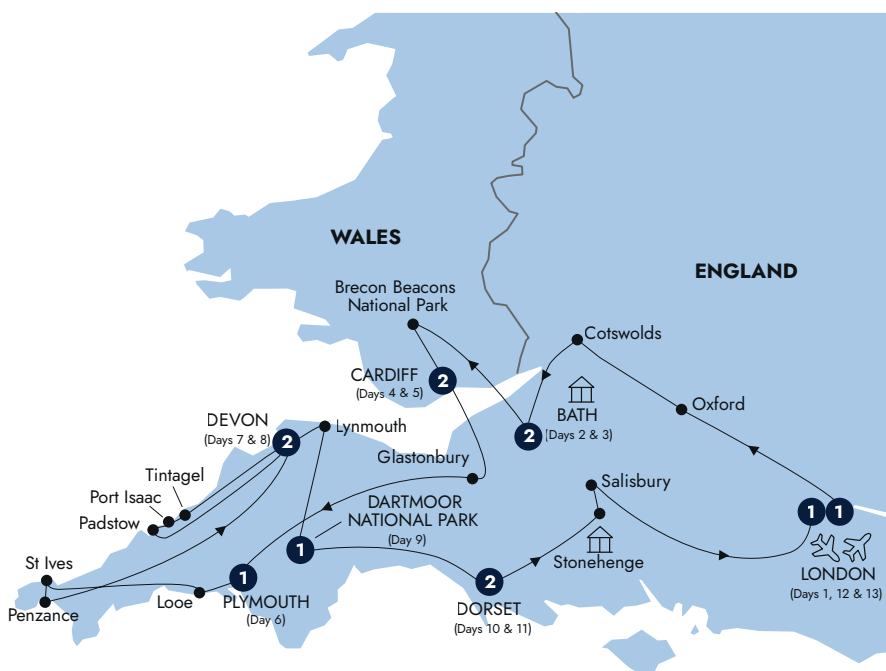 WALES
ENGLAND
Brecon Beacons
National Park
Cotswolds
CARDIFF
(Days 4 & 5)
2
BATH
(Days 2 & 3)
2
Oxford
DEVON
(Days 7 & 8)
2
Lynmouth
Glastonbury
Tintagel
Port Isaac
Padstow
Salisbury
DARTMOOR
NATIONAL PARK
(Day 9)
1
1
1
Stonehenge
LONDON
(Days 1, 12 & 13)
St Ives
Penzance
Looe
1
PLYMOUTH
(Day 6)
2
DORSET
(Days 10 & 11)